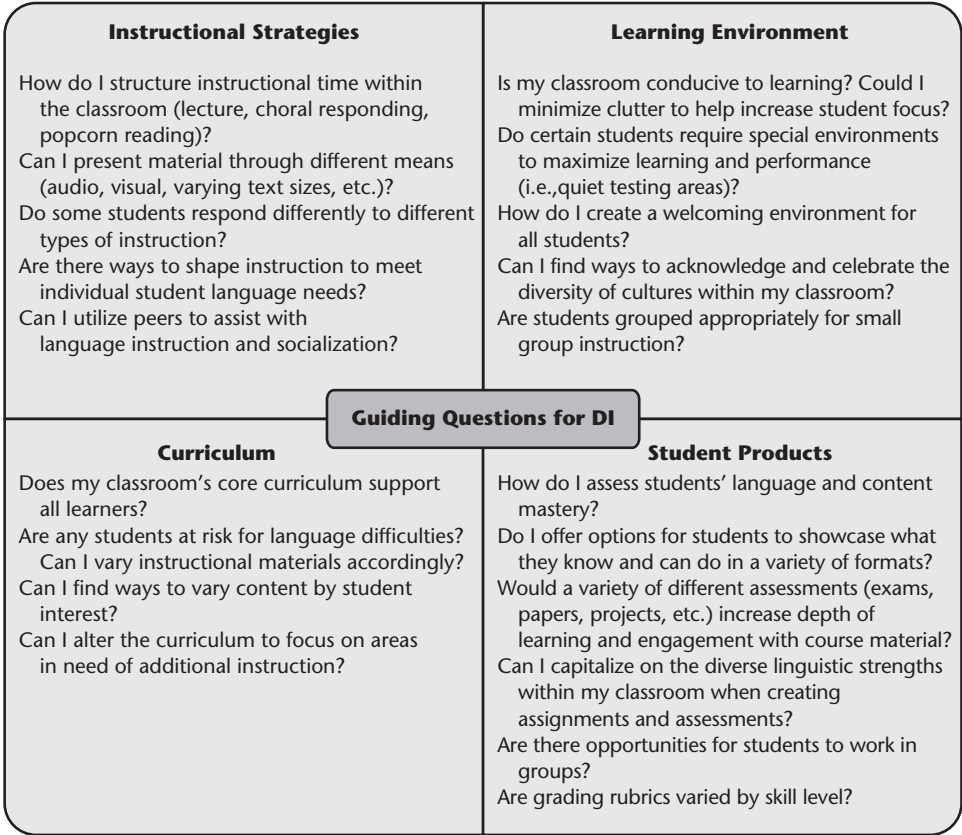 Instructional Strategies
How do I structure instructional time within
the classroom (lecture, choral responding,
popcorn reading)?
Can I present material through different means
(audio, visual, varying text sizes, etc.)?
Do some students respond differently to different
types of instruction?
Are there ways to shape instruction to meet
individual student language needs?
Can I utilize peers to assist with
language instruction and socialization?
Learning Environment
Is my classroom conducive to learning? Could I
minimize clutter to help increase student focus?
Do certain students require special environments
to maximize learning and performance
(i.e.,quiet testing areas)?
How do I create a welcoming environment for
all students?
Can I find ways to acknowledge and celebrate the
diversity of cultures within my classroom?
Are students grouped appropriately for small
group instruction?
Guiding Questions for DI
Curriculum
Does my classroom's core curriculum support
all learners?
Are any students at risk for language difficulties?
Can I vary instructional materials accordingly?
Can I find ways to vary content by student
interest?
Can I alter the curriculum to focus on areas
in need of additional instruction?
Student Products
How do I assess students' language and content
mastery?
Do I offer options for students to showcase what
they know and can do in a variety of formats?
Would a variety of different assessments (exams,
papers, projects, etc.) increase depth of
learning and engagement with course material?
Can I capitalize on the diverse linguistic strengths
within my classroom when creating
assignments and assessments?
Are there opportunities for students to work in
groups?
Are grading rubrics varied by skill level?